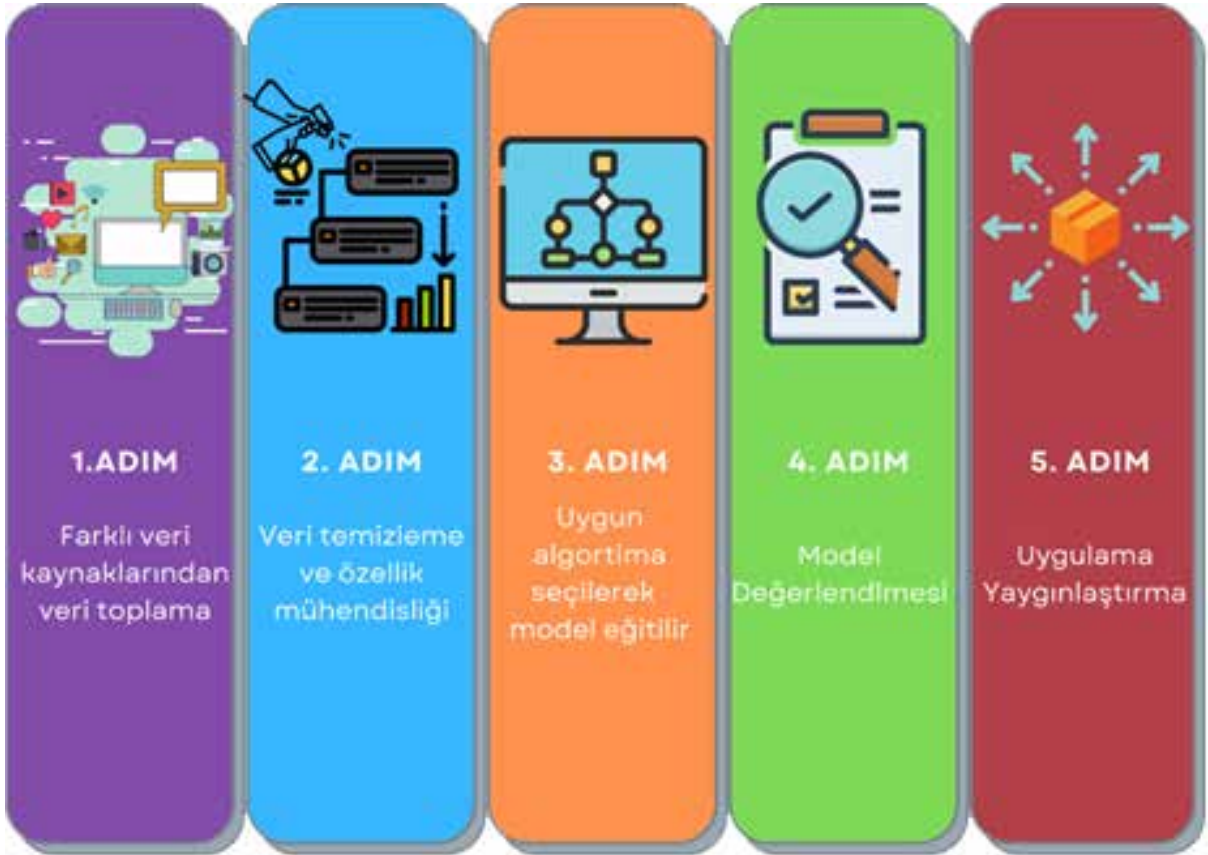 1.ADIM
Farklı veri
kaynaklarından
veri toplama
2. ADIM
Veri temizleme
ve özellik
mühendisliği
3. ADIM
Uygun
algortima
seçilerek
model eğitilir
4. ADIM
Model
Değerlendlmesi
5. ADIM
Uygulama
Yaygınlaştırma